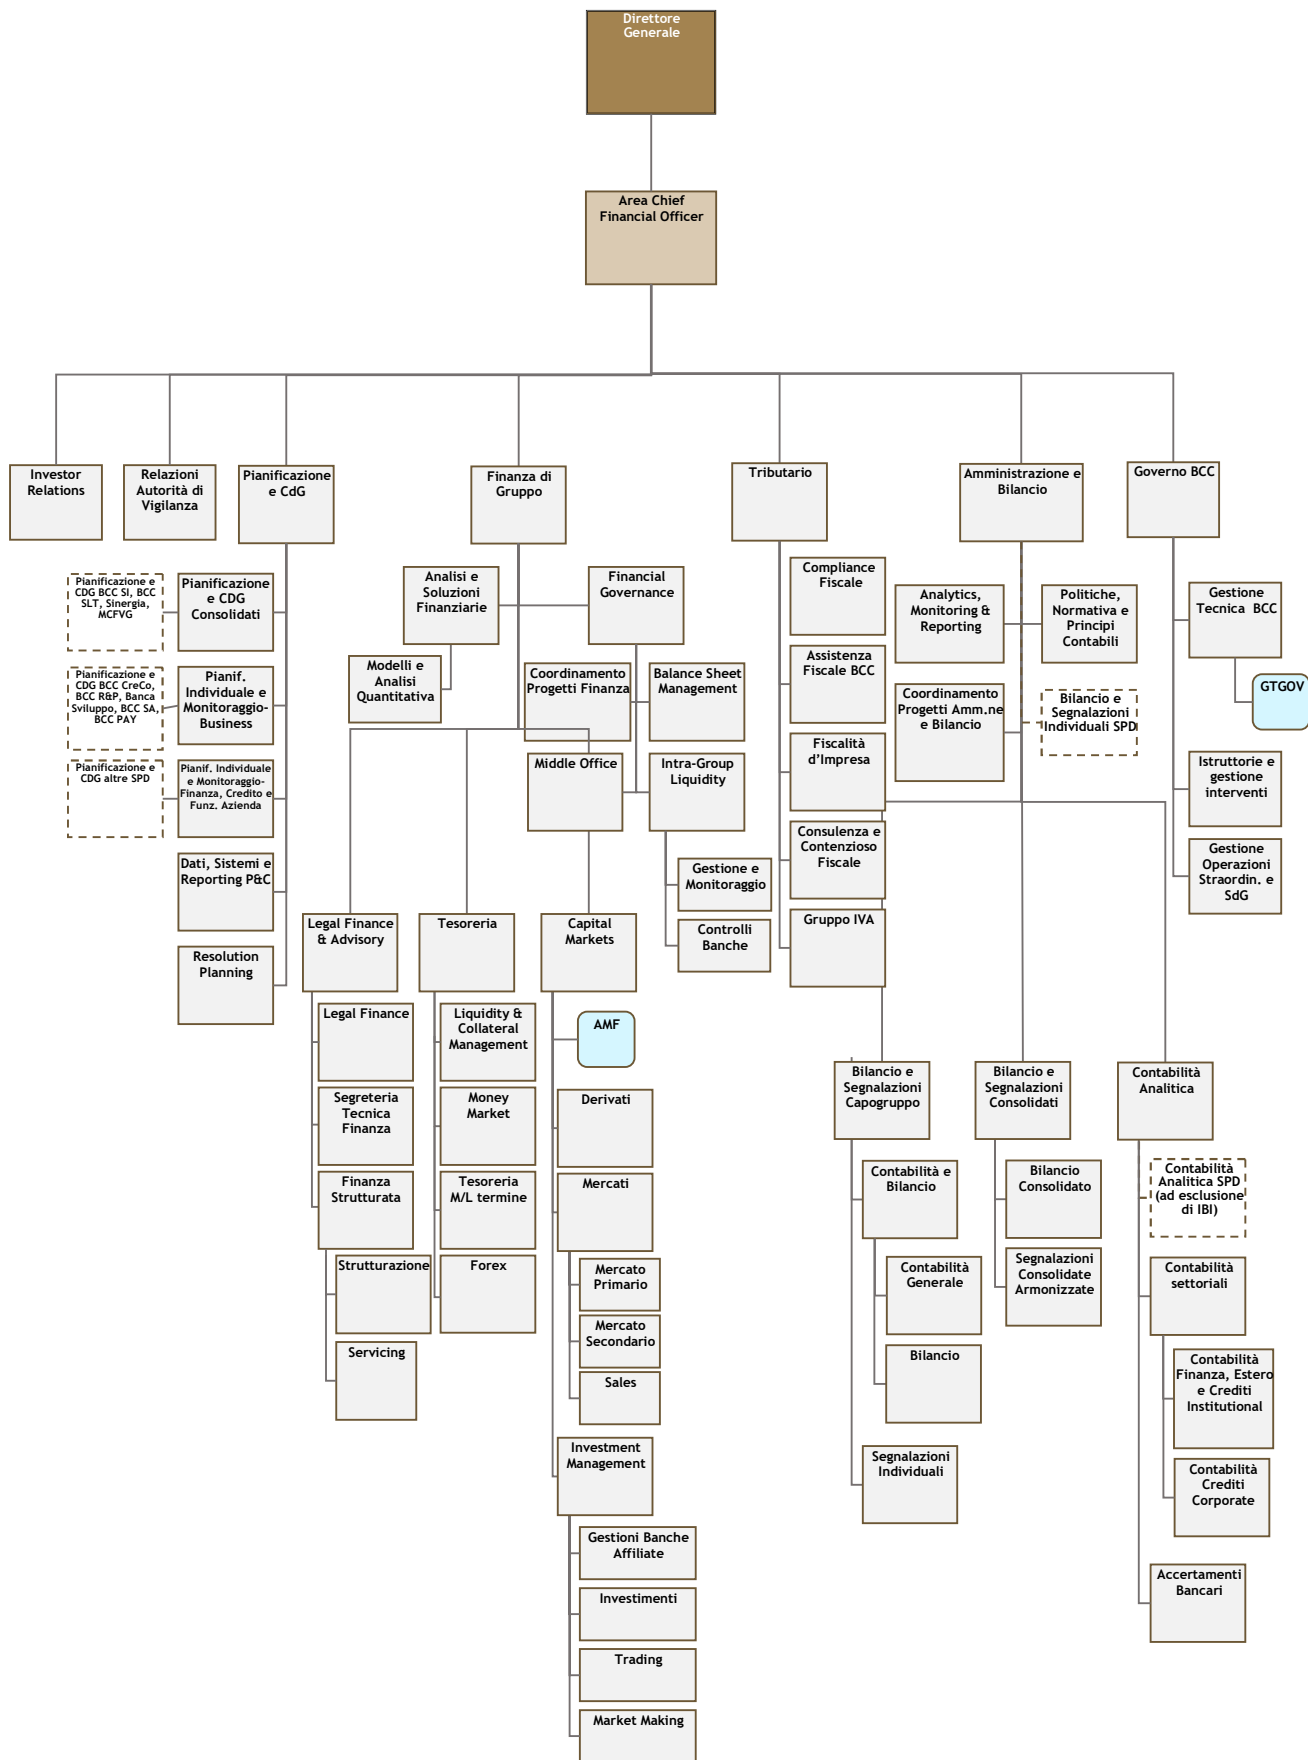 Direttore
Generale
Area Chief
Financial Officer
Investor
Relations
Relazioni
Autorità di
Vigilanza
Pianificazione
e CdG
Finanza di
Gruppo
Tributario
Amministrazione e
Bilancio
Governo BCC
Pianificazione e
CDG BCC SI, BCC
SLT, Sinergia,
MCFVG
Pianificazione
e CDG
Consolidati
Pianificazione e
CDG BCC CreCo,
BCC R&P, Banca
Sviluppo, BCC SA,
BCC PAY
Pianif.
Individuale e
Monitoraggio-
Business
Pianificazione e
CDG altre SPD
Pianif. Individuale
e Monitoraggio-
Finanza, Credito e
Funz. Azienda
Dati, Sistemi e
Reporting P&C
Resolution
Planning
Analisi e
Soluzioni
Finanziarie
Financial
Governance
Modelli e
Analisi
Quantitativa
Coordinamento
Progetti Finanza
Balance Sheet
Management
Middle Office
Intra-Group
Liquidity
Gestione e
Monitoraggio
Controlli
Banche
Legal Finance
& Advisory
Tesoreria
Capital
Markets
Legal Finance
Segreteria
Tecnica
Finanza
Finanza
Strutturata
Strutturazione
Servicing
Liquidity &
Collateral
Management
Money
Market
Tesoreria
M/L termine
Forex
AMF
Derivati
Mercati
Mercato
Primario
Mercato
Secondario
Sales
Investment
Management
Gestioni Banche
Affiliate
Investimenti
Trading
Market Making
Compliance
Fiscale
Assistenza
Fiscale BCC
Fiscalità
d'Impresa
Consulenza e
Contenzioso
Fiscale
Gruppo IVA
Analytics,
Monitoring &
Reporting
Politiche,
Normativa e
Principi
Contabili
Coordinamento
Progetti Amm.ne
e Bilancio
Bilancio e
Segnalazioni
Individuali SPD
Bilancio e
Segnalazioni
Capogruppo
Contabilità e
Bilancio
Contabilità
Generale
Bilancio
Segnalazioni
Individuali
Bilancio e
Segnalazioni
Consolidati
Bilancio
Consolidato
Segnalazioni
Consolidate
Armonizzate
Contabilità
Analitica
Contabilità
Analitica SPD
(ad esclusione
di IBI)
Contabilità
settoriali
Contabilità
Finanza, Estero
e Crediti
Institutional
Contabilità
Crediti
Corporate
Accertamenti
Bancari
Gestione
Tecnica  BCC
GTGOV
Istruttorie e
gestione
interventi
Gestione
Operazioni
Straordin. e
SdG